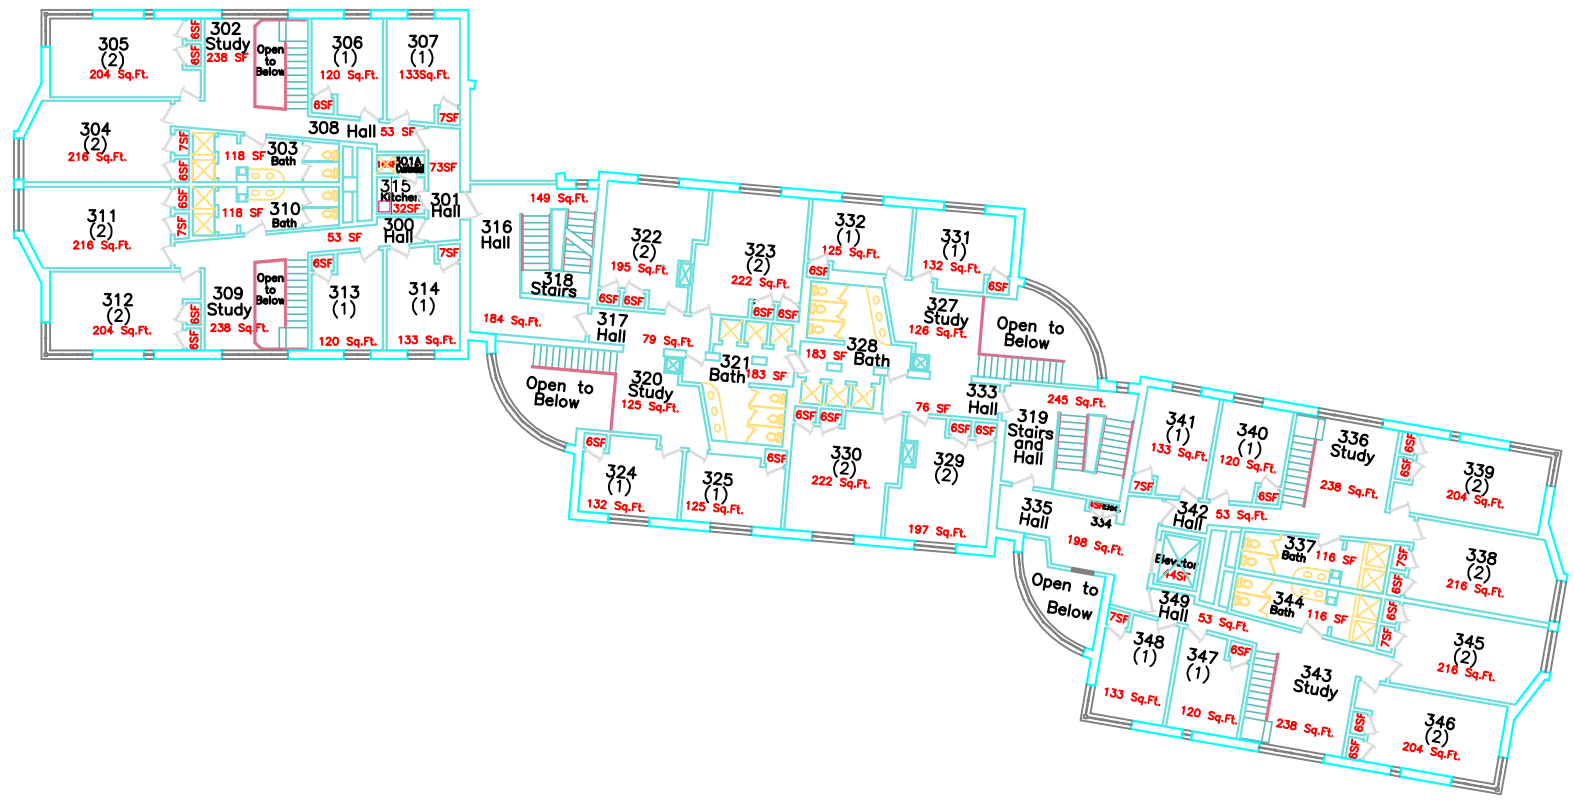 305
(2)
204 Sq.Ft.
6SF
6SF
302
Study
238 SF
Open
to
Below
306
(1)
120 Sq.Ft.
6SF
307
(1)
133Sq.Ft.
7SF
304
(2)
216 Sq.Ft.
7SF
6SF
308 Hall
53 SF
118 SF
303
Bath
301A
73SF
315
Kitchen
32SF
301
Hall
311
(2)
216 Sq.Ft.
6SF
7SF
118 SF
310
Bath
53 SF
300
Hall
312
(2)
204 Sq.Ft.
6SF
6SF
309
Study
238 Sq.Ft.
Open
to
Below
6SF
313
(1)
120 Sq.Ft.
7SF
314
(1)
133 Sq.Ft.
149 Sq.Ft.
316
Hall
318
Stairs
184 Sq.Ft.
317
Hall
79 Sq.Ft.
322
(2)
195 Sq.Ft.
6SF
6SF
323
(2)
222 Sq.Ft.
6SF
6SF
332
(1)
125 Sq.Ft.
6SF
331
(1)
132 Sq.Ft.
6SF
327
Study
126 Sq.Ft.
Open to
Below
321
Bath
183 SF
183 SF
328
Bath
320
Study
125 Sq.Ft.
Open to
Below
6SF
324
(1)
132 Sq.Ft.
325
(1)
125 Sq.Ft.
6SF
6SF
6SF
330
(2)
222 Sq.Ft.
76 SF
333
Hall
6SF
6SF
329
(2)
197 Sq.Ft.
245 Sq.Ft.
319
Stairs
and
Hall
335
Hall
334
198 Sq.Ft.
Open to
Below
341
(1)
133 Sq.Ft.
7SF
340
(1)
120 Sq.Ft.
6SF
336
Study
238 Sq.Ft.
6SF
6SF
339
(2)
204 Sq.Ft.
342
Hall
53 SF
Elevator
44SF
337
Bath
116 SF
7SF
6SF
338
(2)
216 Sq.Ft.
344
Bath
116 SF
6SF
7SF
345
(2)
216 Sq.Ft.
349
Hall
53 SF
7SF
348
(1)
133 Sq.Ft.
347
(1)
120 Sq.Ft.
6SF
343
Study
238 Sq.Ft.
6SF
6SF
346
(2)
204 Sq.Ft.